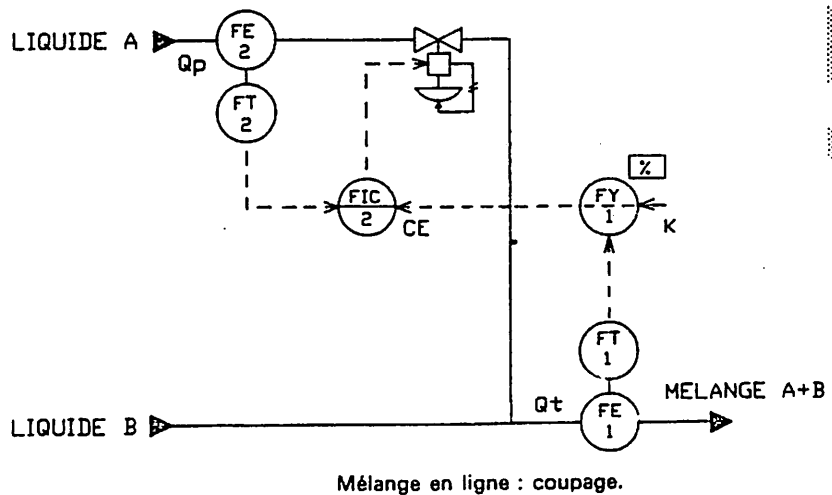 LIQUIDE A
Qp
FE
2
FT
2
FIC
2
CE
%
FY
1
K
FT
1
LIQUIDE B
Qt
FE
1
MELANGE A+B
Mélange en ligne : coupage.